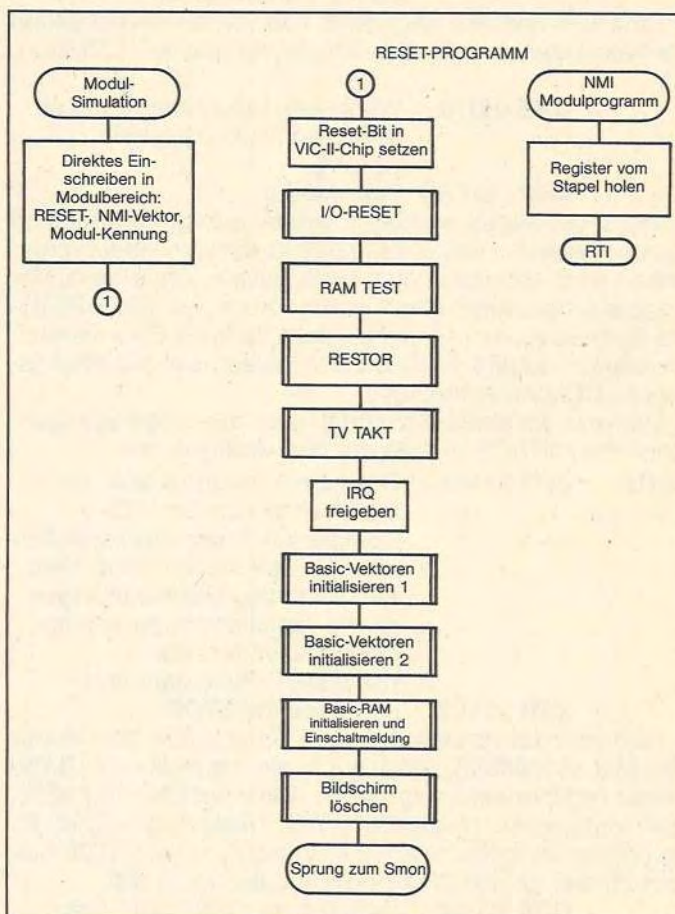 RESET-PROGRAMM
Modul-
Simulation
Direktes Ein-
schreiben in
Modulbereich:
RESET-, NMI-Vektor,
Modul-Kennung
1
1
Reset-Bit in
VIC-II-Chip setzen
I/O-RESET
RAM TEST
RESTOR
TV TAKT
IRQ
freigeben
Basic-Vektoren
initialisieren 1
Basic-Vektoren
initialisieren 2
Basic-RAM
initialisieren und
Einschaltmeldung
Bildschirm
löschen
Sprung zum Smon
NMI
Modulprogramm
Register vom
Stapel holen
RTI